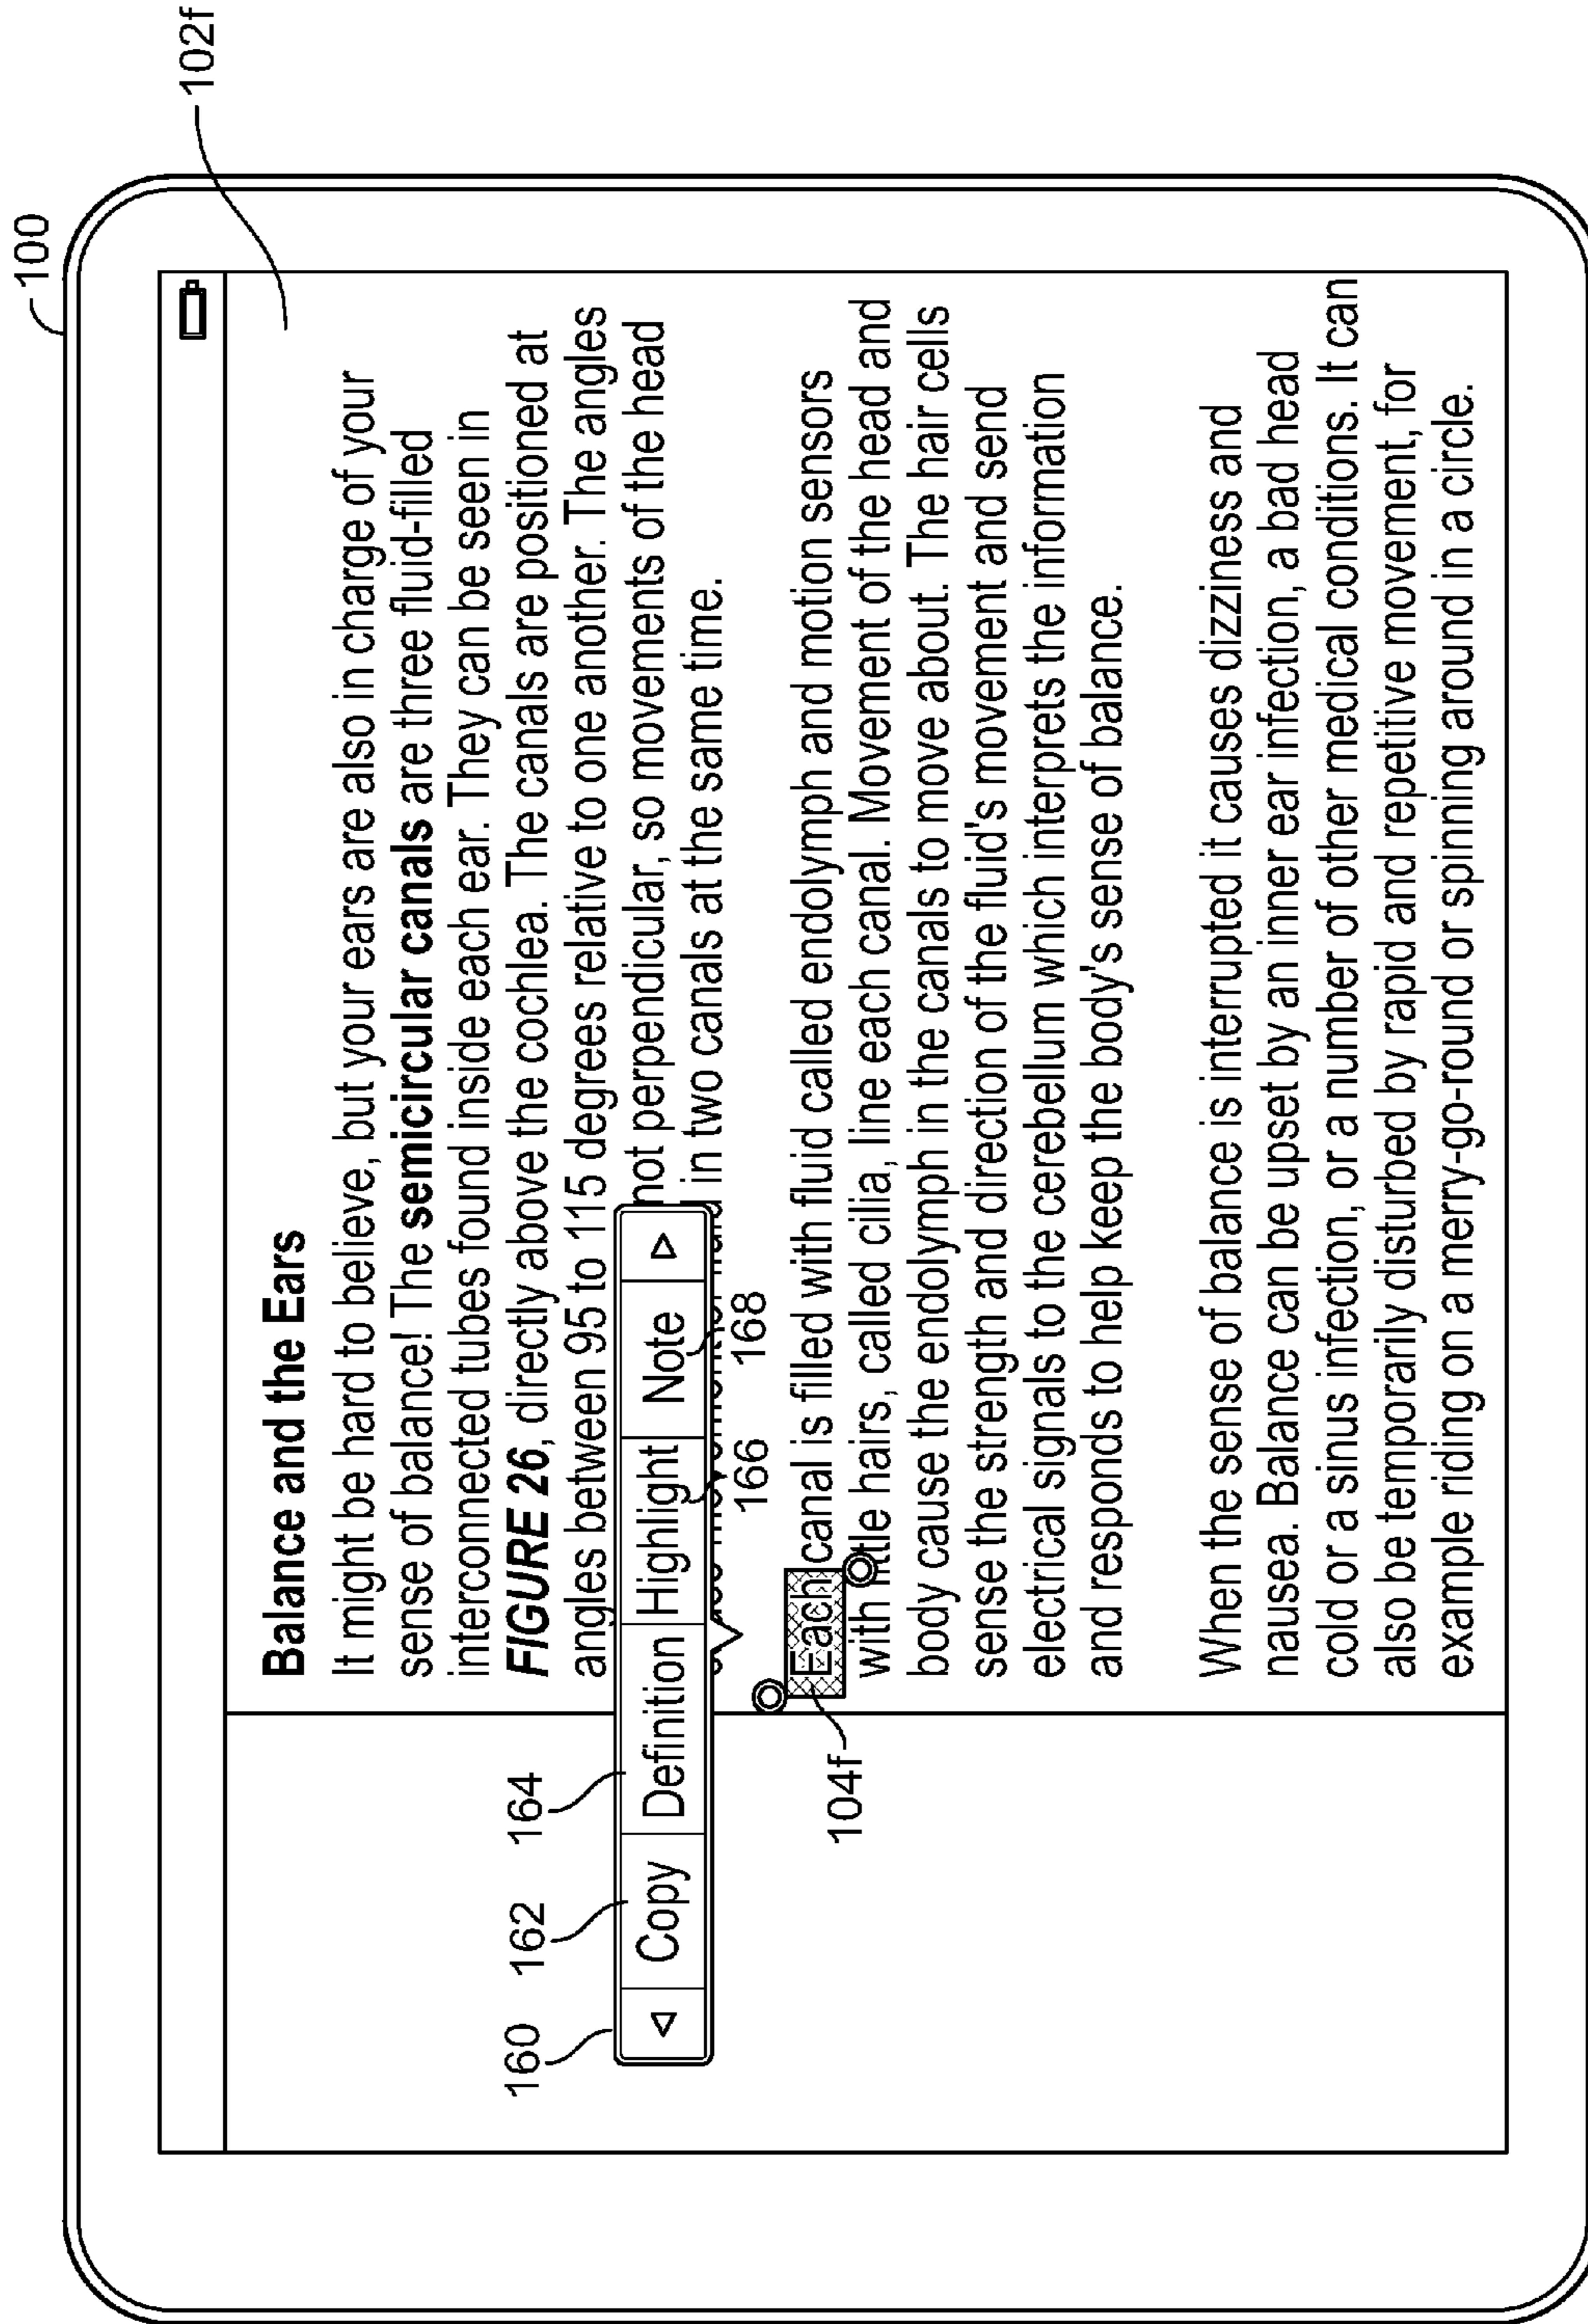 100
102f
Balance and the Ears
It might be hard to believe, but your ears are also in charge of your
sense of balance! The semicircular canals are three fluid-filled
interconnected tubes found inside each ear. They can be seen in
FIGURE 26, directly above the cochlea. The canals are positioned at
angles between 95 to 115 degrees relative to one another. The angles
not perpendicular, so movements of the head
in two canals at the same time.
160
162
164
Copy
Definition
Highlight
Note
166
168
104f
Each canal is filled with fluid called endolymph and motion sensors
with little hairs, called cilia, line each canal. Movement of the head and
body cause the endolymph in the canals to move about. The hair cells
sense the strength and direction of the fluid's movement and send
electrical signals to the cerebellum which interprets the information
and responds to help keep the body's sense of balance.
When the sense of balance is interrupted it causes dizziness and
nausea. Balance can be upset by an inner ear infection, a bad head
cold or a sinus infection, or a number of other medical conditions. It can
also be temporarily disturbed by rapid and repetitive movement, for
example riding on a merry-go-round or spinning around in a circle.